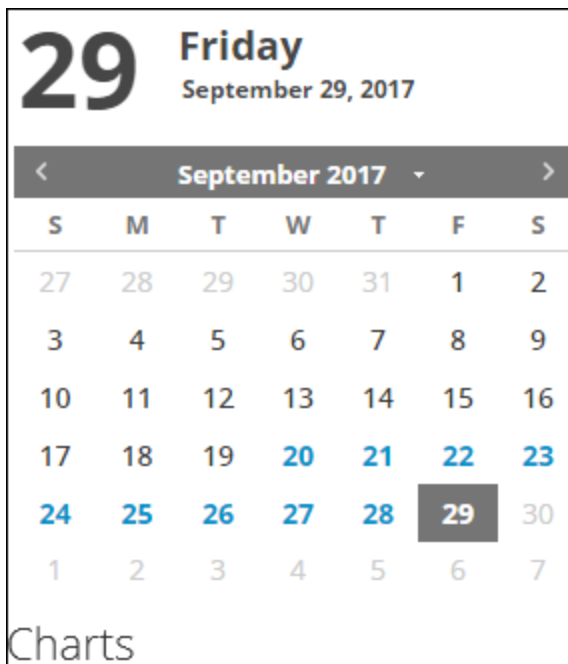 29
Friday
September 29, 2017
< September 2017 >
S M T W T F S
27 28 29 30 31 1 2
3 4 5 6 7 8 9
10 11 12 13 14 15 16
17 18 19 20 21 22 23
24 25 26 27 28 29 30
1 2 3 4 5 6 7
Charts